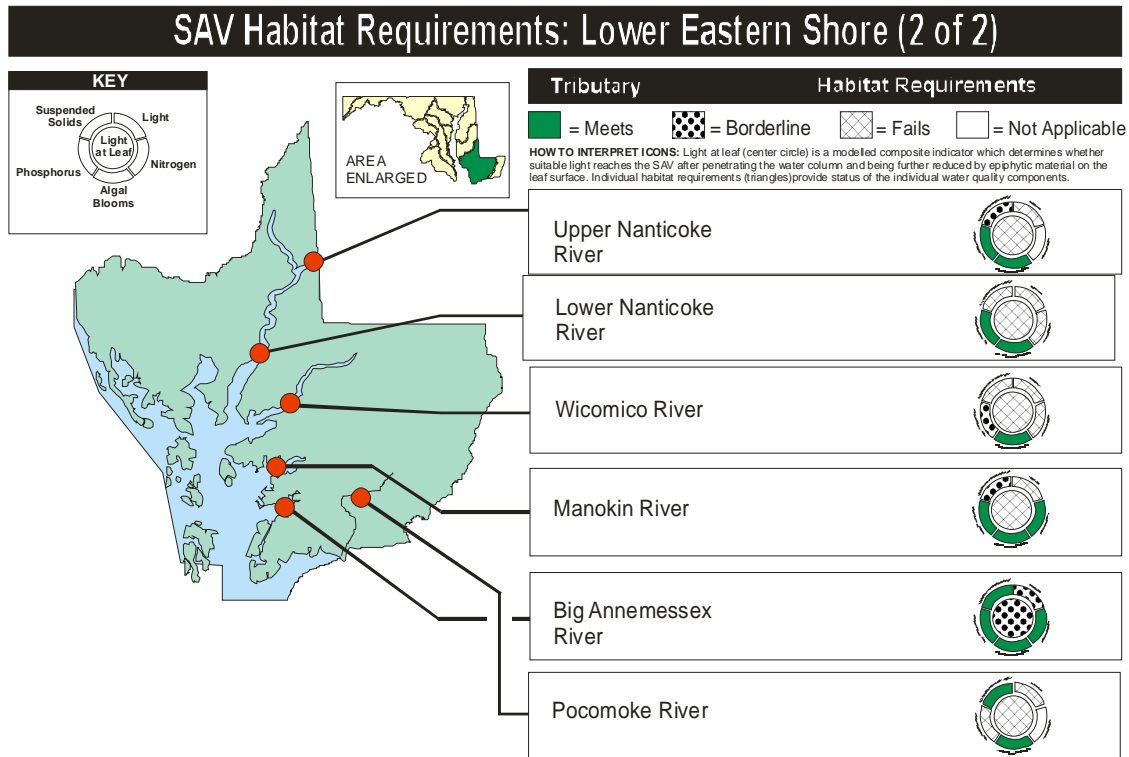 SAV Habitat Requirements: Lower Eastern Shore (2 of 2)
KEY
Suspended
Solids
Light
Light
at Leaf
Phosphorus
Nitrogen
Algal
Blooms
AREA
ENLARGED
Tributary Habitat Requirements
= Meets = Borderline = Fails = Not Applicable
HOW TO INTERPRET ICONS: Light at leaf (center circle) is a modelled composite indicator which determines whether
suitable light reaches the SAV after penetrating the water column and being further reduced by epiphytic material on the
leaf surface. Individual habitat requirements (triangles)provide status of the individual water quality components.
Upper Nanticoke
River
Lower Nanticoke
River
Wicomico River
Manokin River
Big Annemessex
River
Pocomoke River